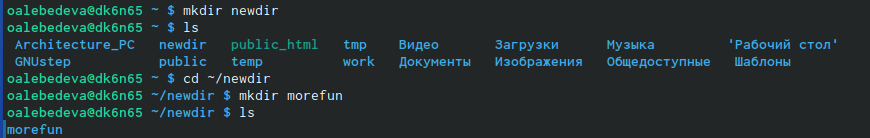 oalebedeva@dk6n65 ~ $ mkdir newdir
oalebedeva@dk6n65 ~ $ ls
Architecture_PC newdir public_html tmp Видео Загрузки Музыка 'Рабочий стол'
GNUstep public temp work Документы Изображения Общедоступные Шаблоны
oalebedeva@dk6n65 ~ $ cd ~/newdir
oalebedeva@dk6n65 ~/newdir $ mkdir morefun
oalebedeva@dk6n65 ~/newdir $ ls
morefun